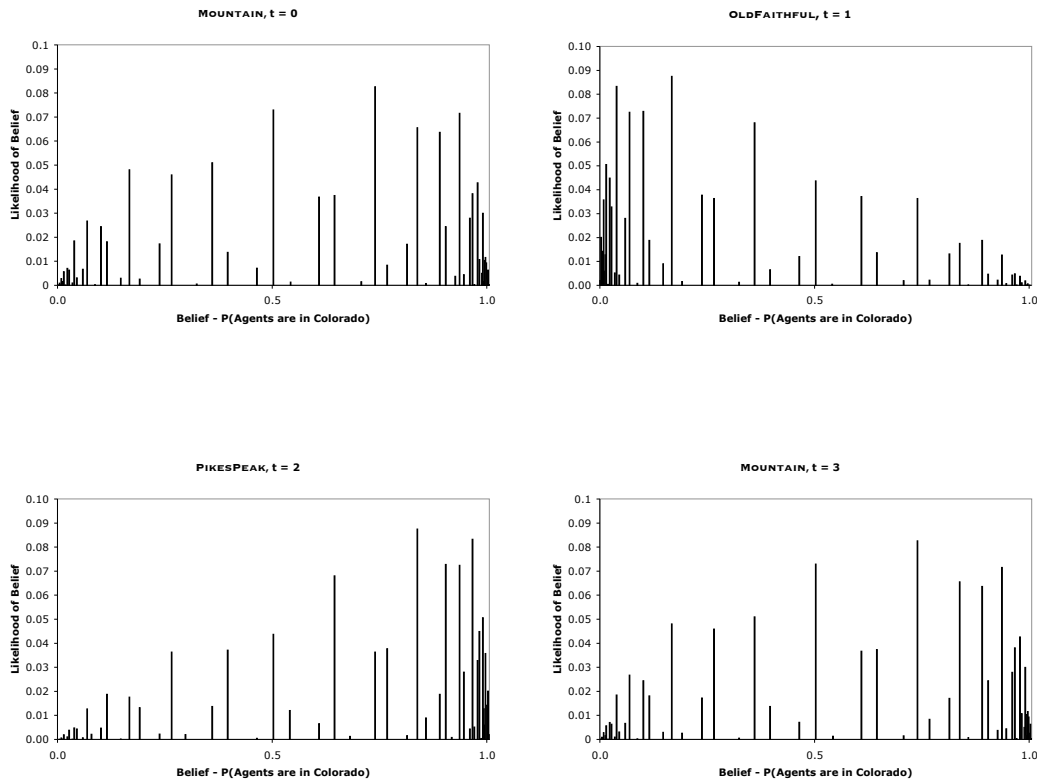 MOUNTAIN, t = 0
Likelihood of Belief
0.1
0.09
0.08
0.07
0.06
0.05
0.04
0.03
0.02
0.01
0
0.0 0.5 1.0
Belief - P(Agents are in Colorado)
OLDFAITHFUL, t = 1
Likelihood of Belief
0.10
0.09
0.08
0.07
0.06
0.05
0.04
0.03
0.02
0.01
0.00
0.0 0.5 1.0
Belief - P(Agents are in Colorado)
PIKESPEAK, t = 2
Likelihood of Belief
0.10
0.09
0.08
0.07
0.06
0.05
0.04
0.03
0.02
0.01
0.00
0.0 0.5 1.0
Belief - P(Agents are in Colorado)
MOUNTAIN, t = 3
Likelihood of Belief
0.10
0.09
0.08
0.07
0.06
0.05
0.04
0.03
0.02
0.01
0.00
0.0 0.5 1.0
Belief - P(Agents are in Colorado)